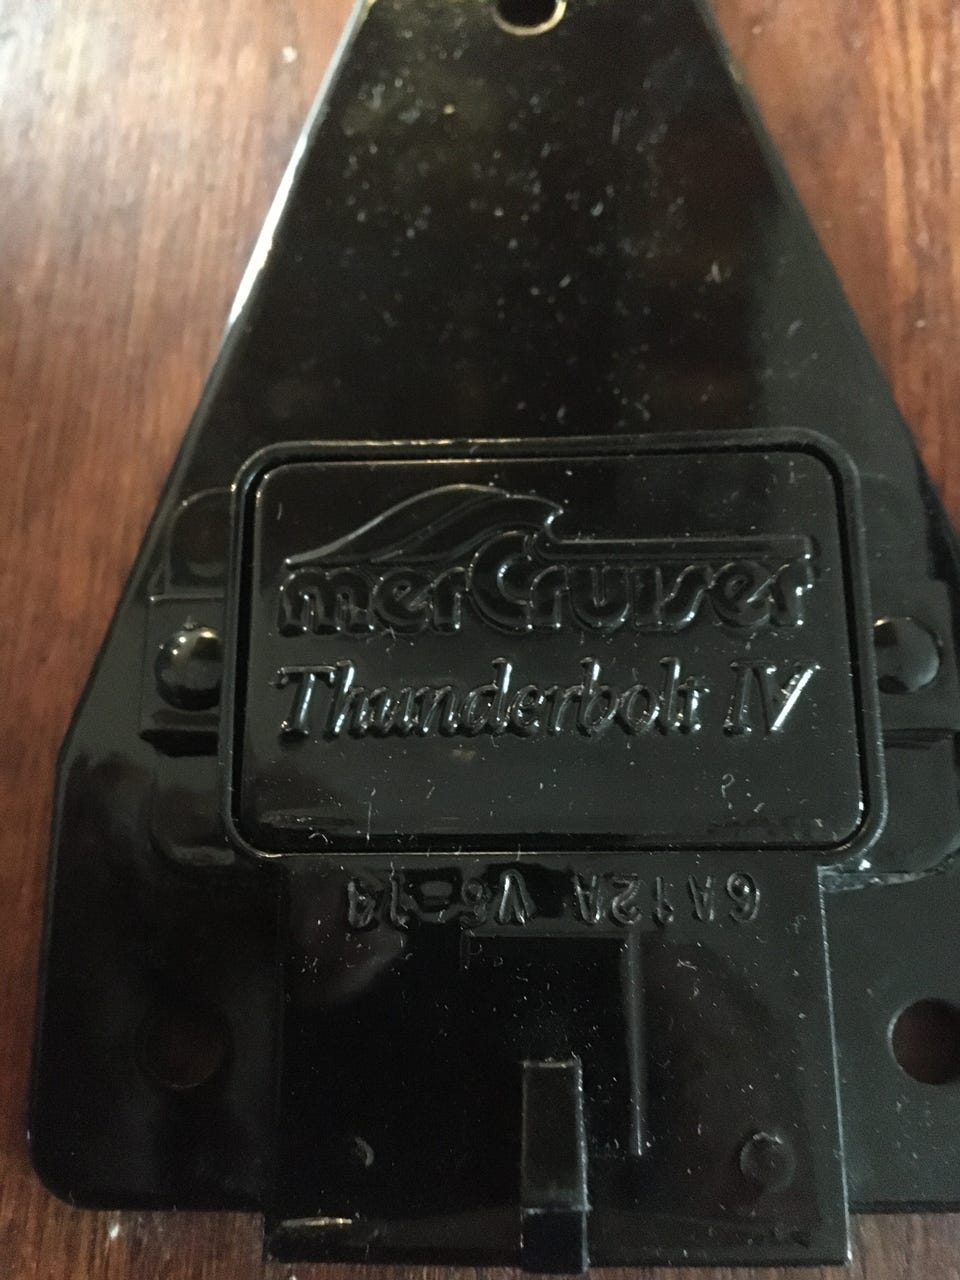 merCruiser
Thunderbolt IV
6A12A V6-14